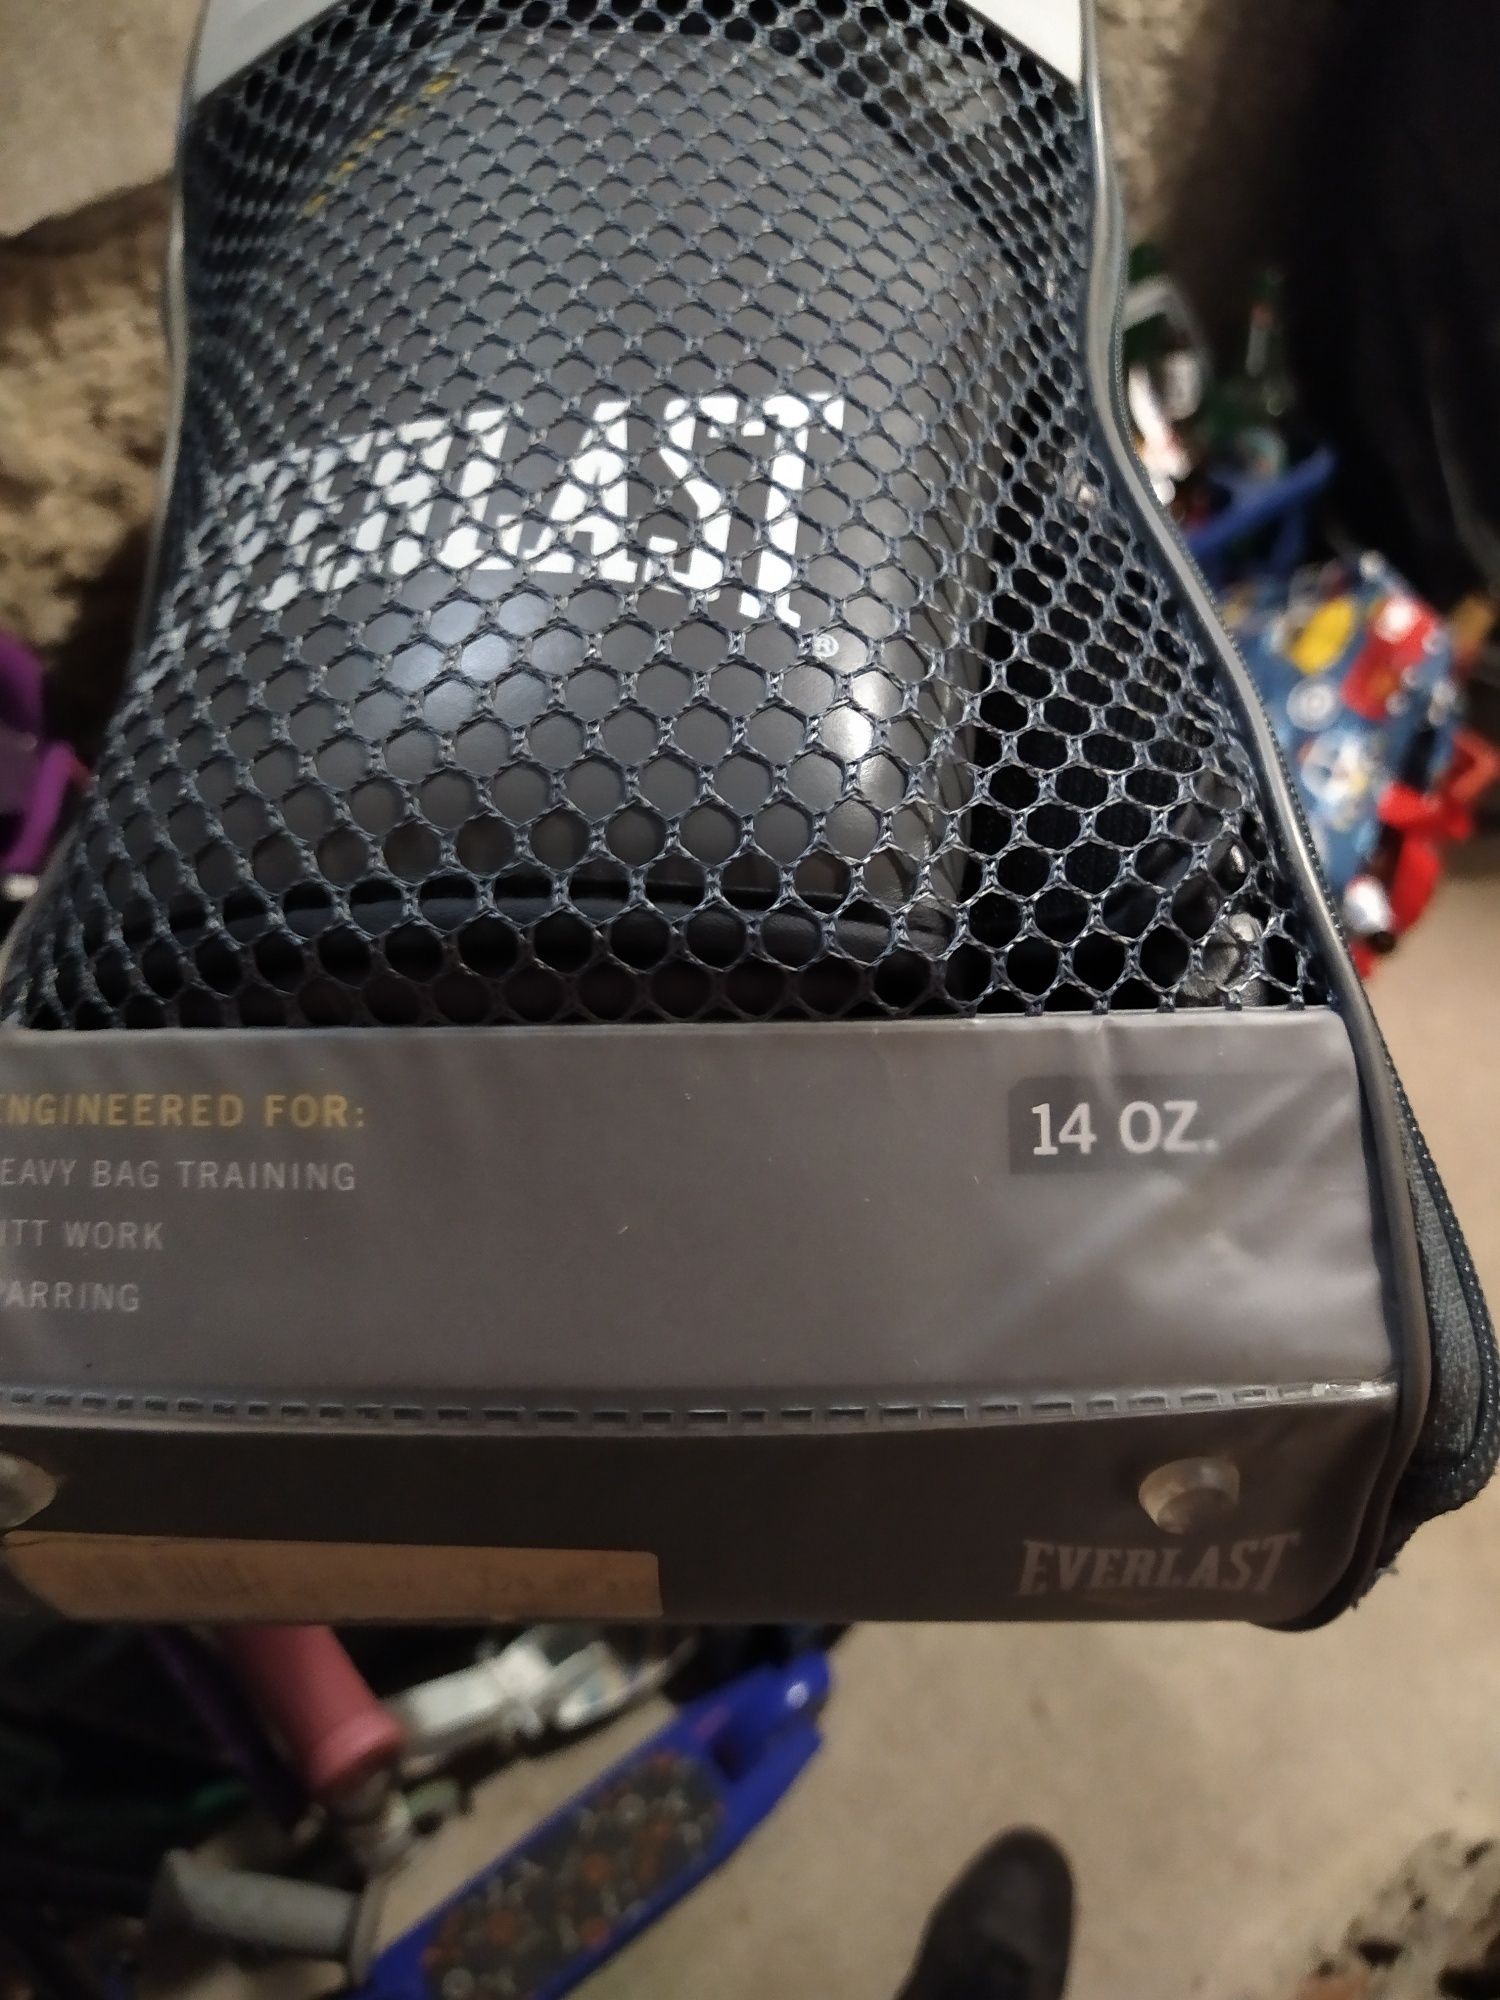 ERLAST®
ENGINEERED FOR:
EAVY BAG TRAINING
ITT WORK
PARRING
14 OZ.
EVERLAST